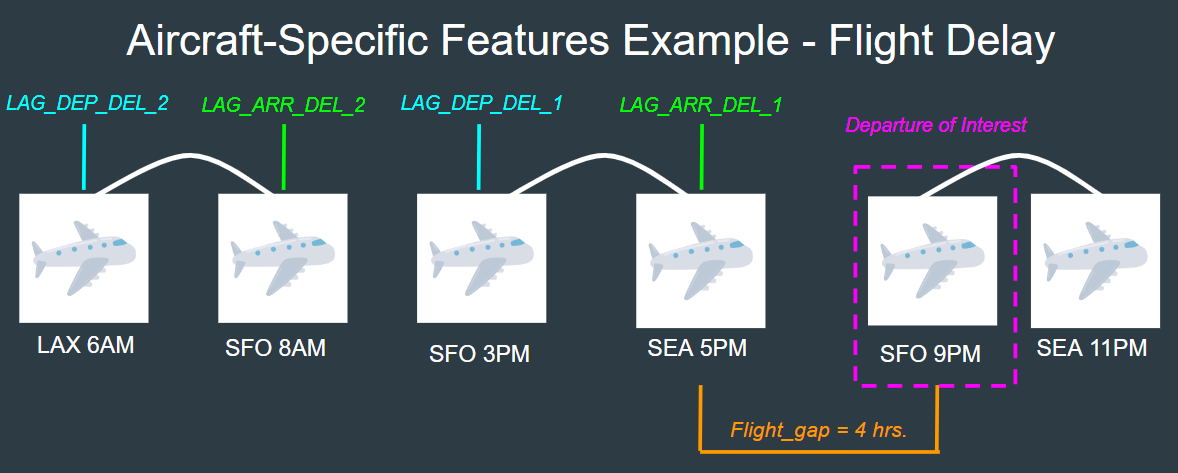 Aircraft-Specific Features Example - Flight Delay
LAG_DEP_DEL_2
LAG_ARR_DEL_2
LAG_DEP_DEL_1
LAG_ARR_DEL_1
Departure of Interest
LAX 6AM
SFO 8AM
SFO 3PM
SEA 5PM
SFO 9PM
SEA 11PM
Flight_gap = 4 hrs.